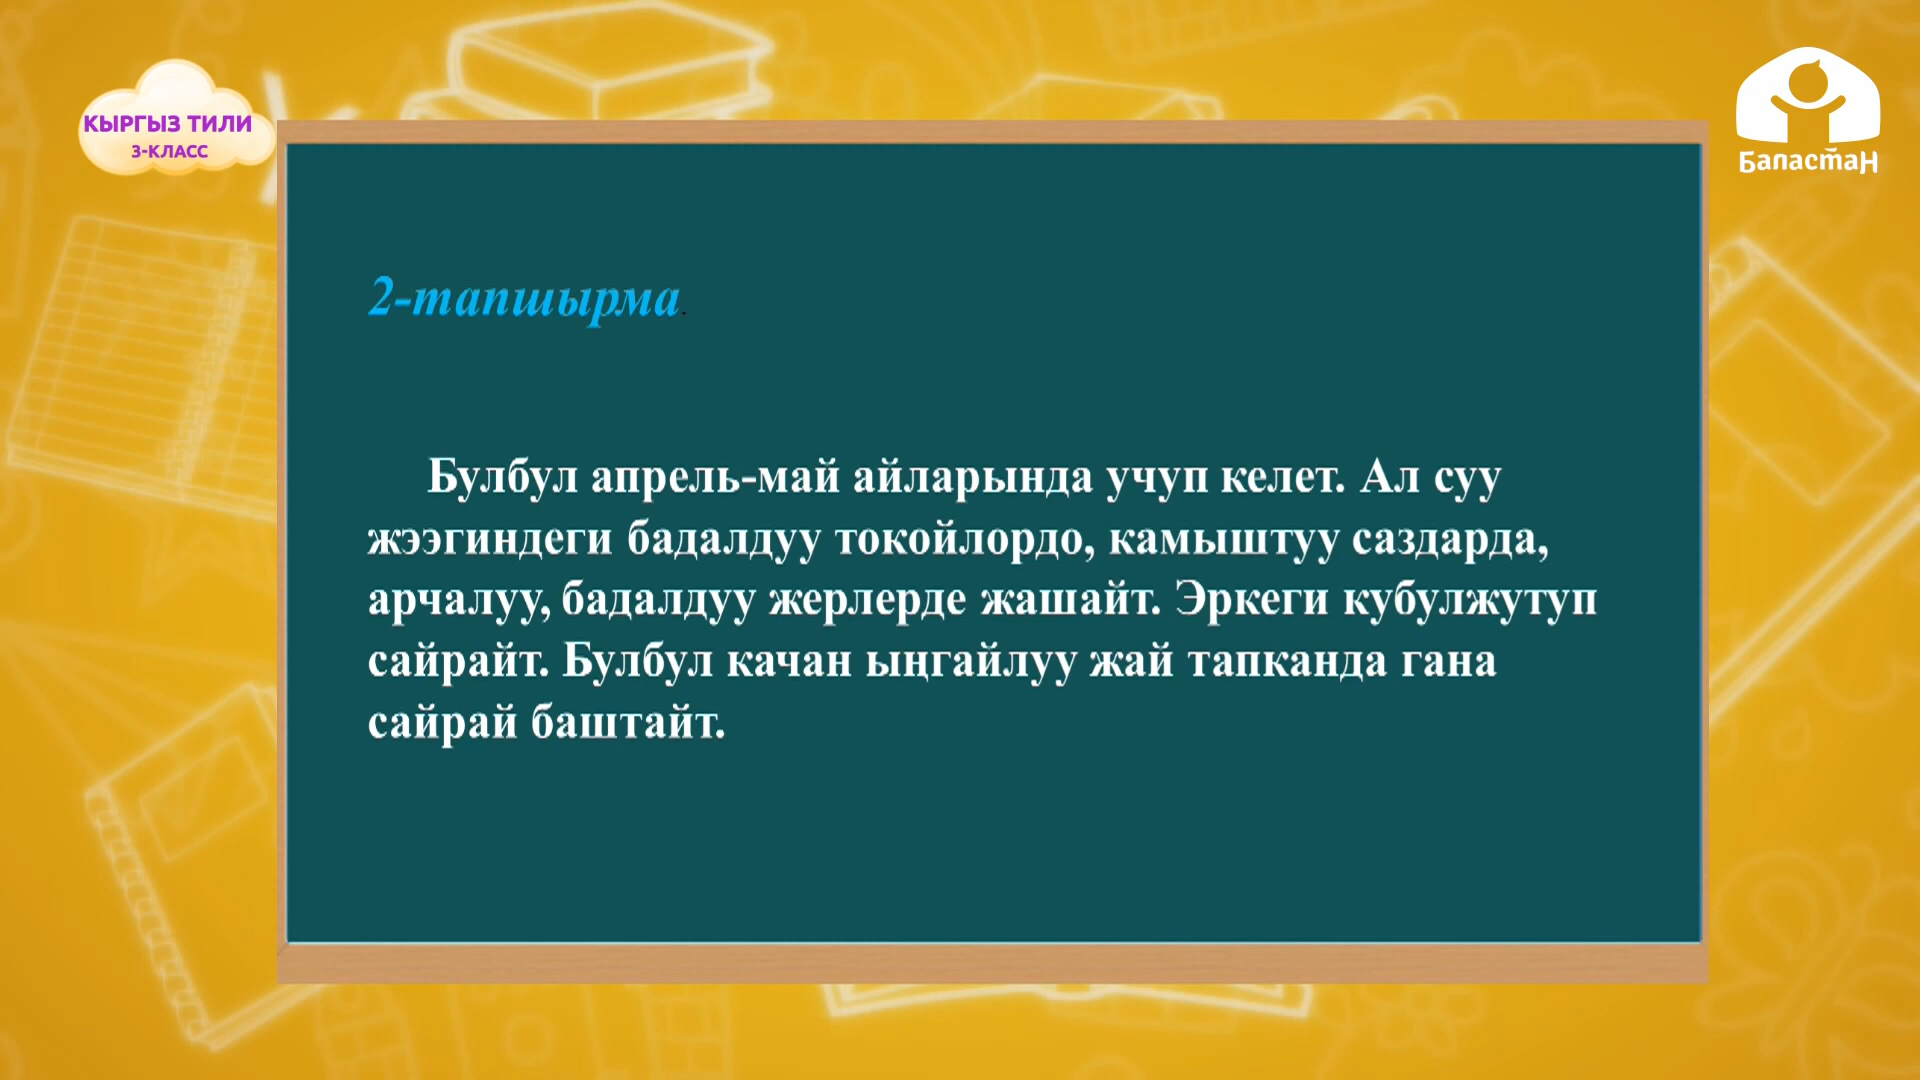 КЫРГЫЗ ТИЛИ
3-КЛАСС
Баластан
2-тапшырма.
Булбул апрель-май айларында учуп келет. Ал суу
жээгиндеги бадалдуу токойлордо, камыштуу саздарда,
арчалуу, бадалдуу жерлерде жашайт. Эркеги кубулжутуп
сайрайт. Булбул качан ыңгайлуу жай тапканда гана
сайрай баштайт.